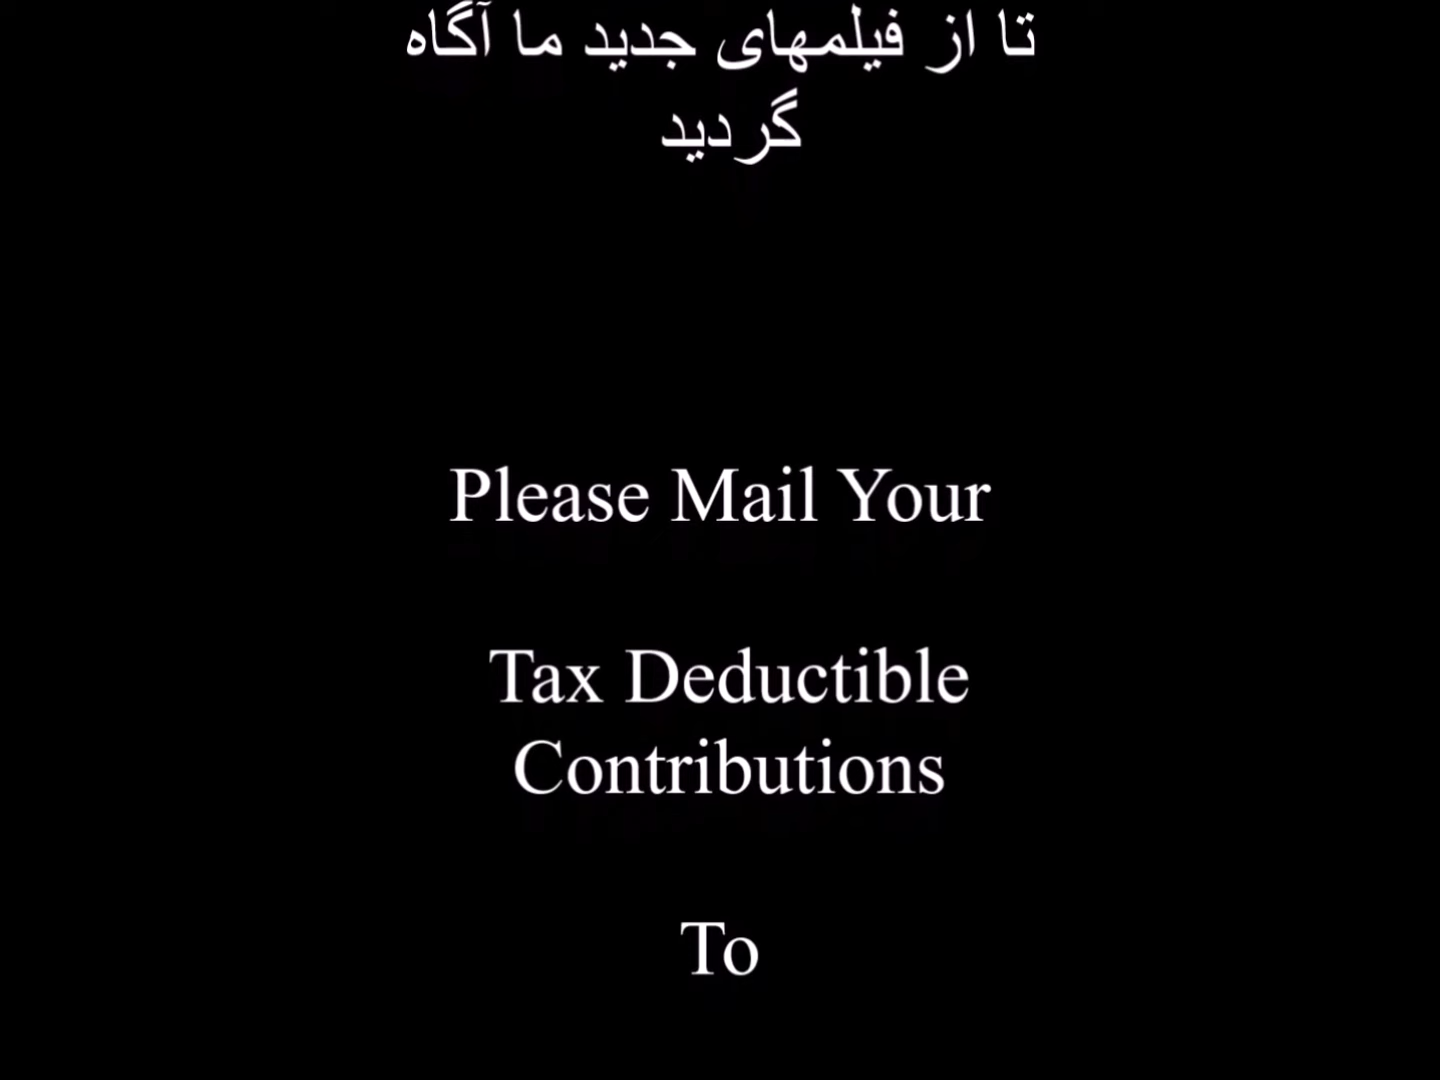 تا از فیلمهای جدید ما آگاه
گردید
Please Mail Your
Tax Deductible
Contributions
To